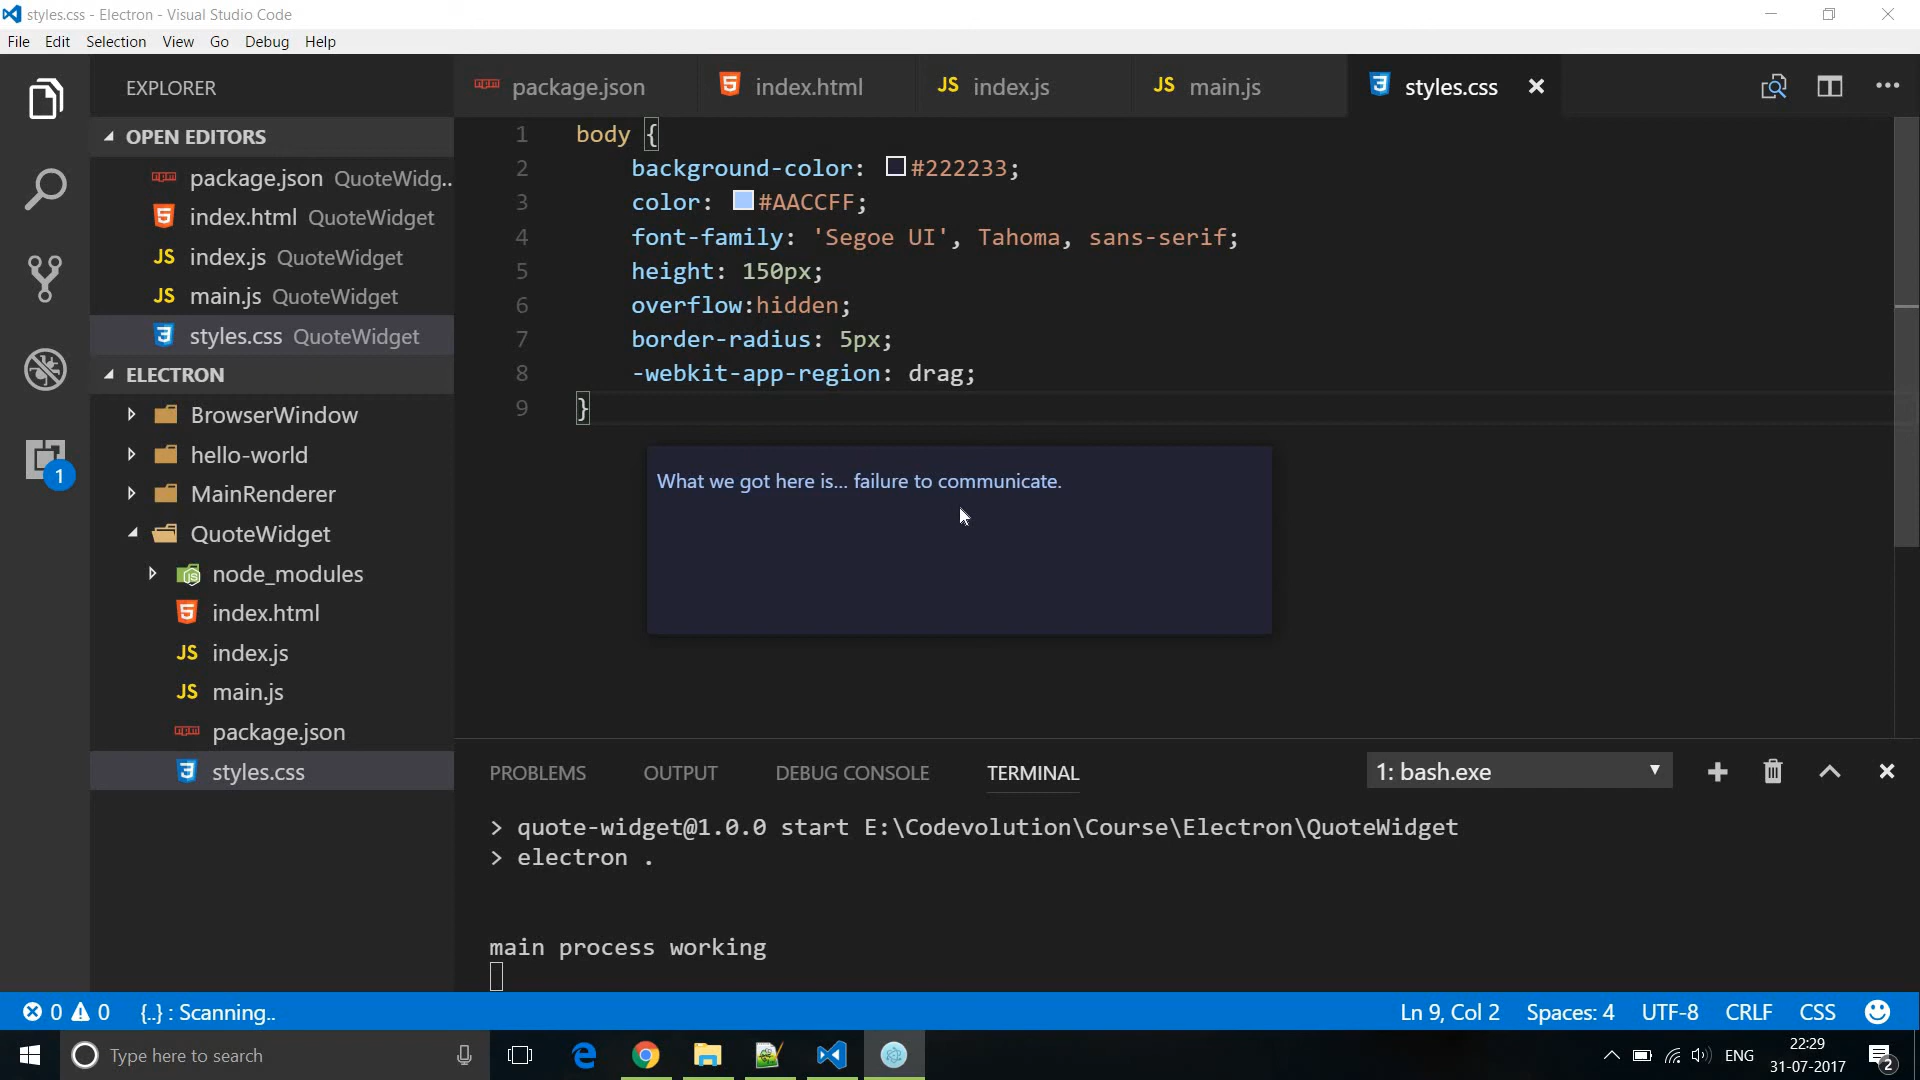 styles.css - Electron - Visual Studio Code
File Edit Selection View Go Debug Help
EXPLORER
OPEN EDITORS
package.json QuoteWidg..
index.html QuoteWidget
JS index.js QuoteWidget
JS main.js QuoteWidget
styles.css QuoteWidget
ELECTRON
BrowserWindow
hello-world
MainRenderer
QuoteWidget
node_modules
index.html
JS index.js
JS main.js
package.json
styles.css
1
package.json index.html JS index.js JS main.js styles.css
1 body {
2 background-color: #222233;
3 color: #AACCFF;
4 font-family: 'Segoe UI', Tahoma, sans-serif;
5 height: 150px;
6 overflow:hidden;
7 border-radius: 5px;
8 -webkit-app-region: drag;
9 }
What we got here is... failure to communicate.
PROBLEMS OUTPUT DEBUG CONSOLE TERMINAL 1: bash.exe
> quote-widget@1.0.0 start E:\Codevolution\Course\Electron\QuoteWidget
> electron .
main process working
0 0 {..} : Scanning.. Ln 9, Col 2 Spaces: 4 UTF-8 CRLF CSS
Type here to search ENG 22:29
31-07-2017 2